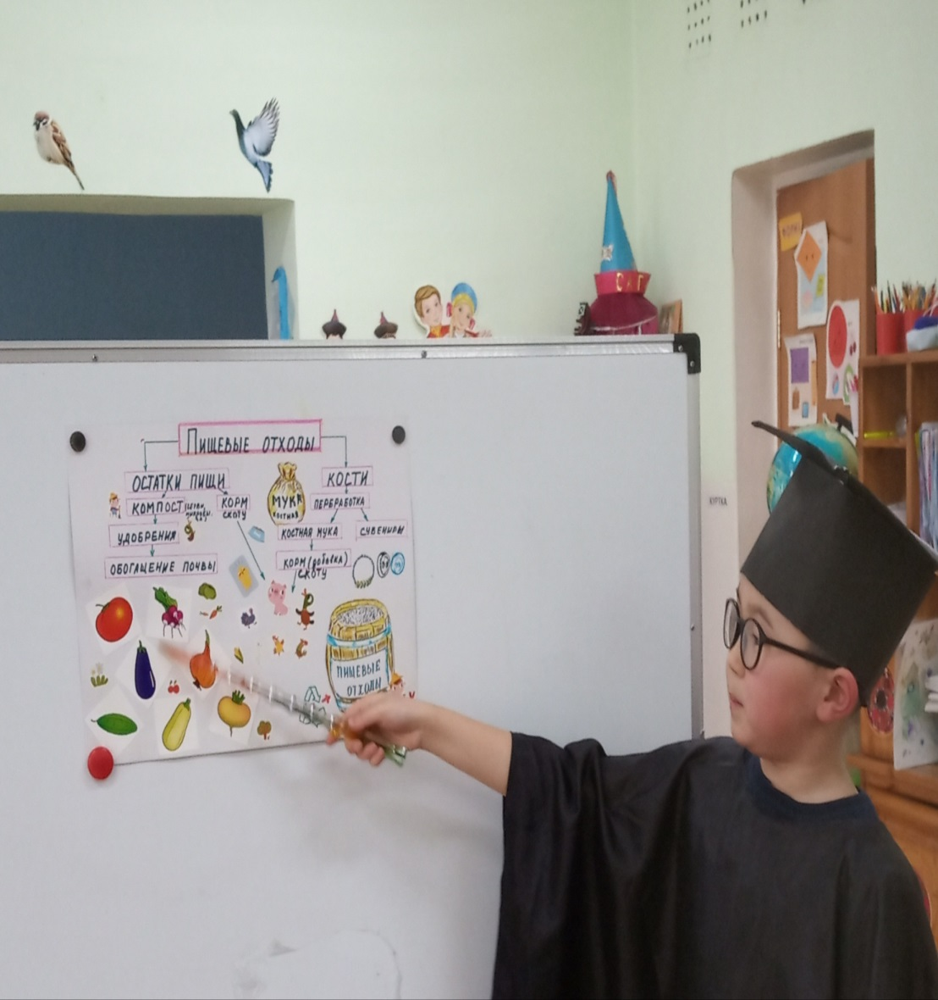 Пищевые отходы
ОСТАТКИ ПИЩИ
КОСТИ
КОМПОСТ
КОРМ
СКОТУ
МУКА
КОСТНАЯ
ПЕРЕРАБОТКА
УДОБРЕНИЯ
КОСТНАЯ МУКА
СУВЕНИРЫ
ОБОГАЩЕНИЕ ПОЧВЫ
КОРМ (добавка)
СКОТУ
ПИЩЕВЫЕ
ОТХОДЫ
КУРТКА